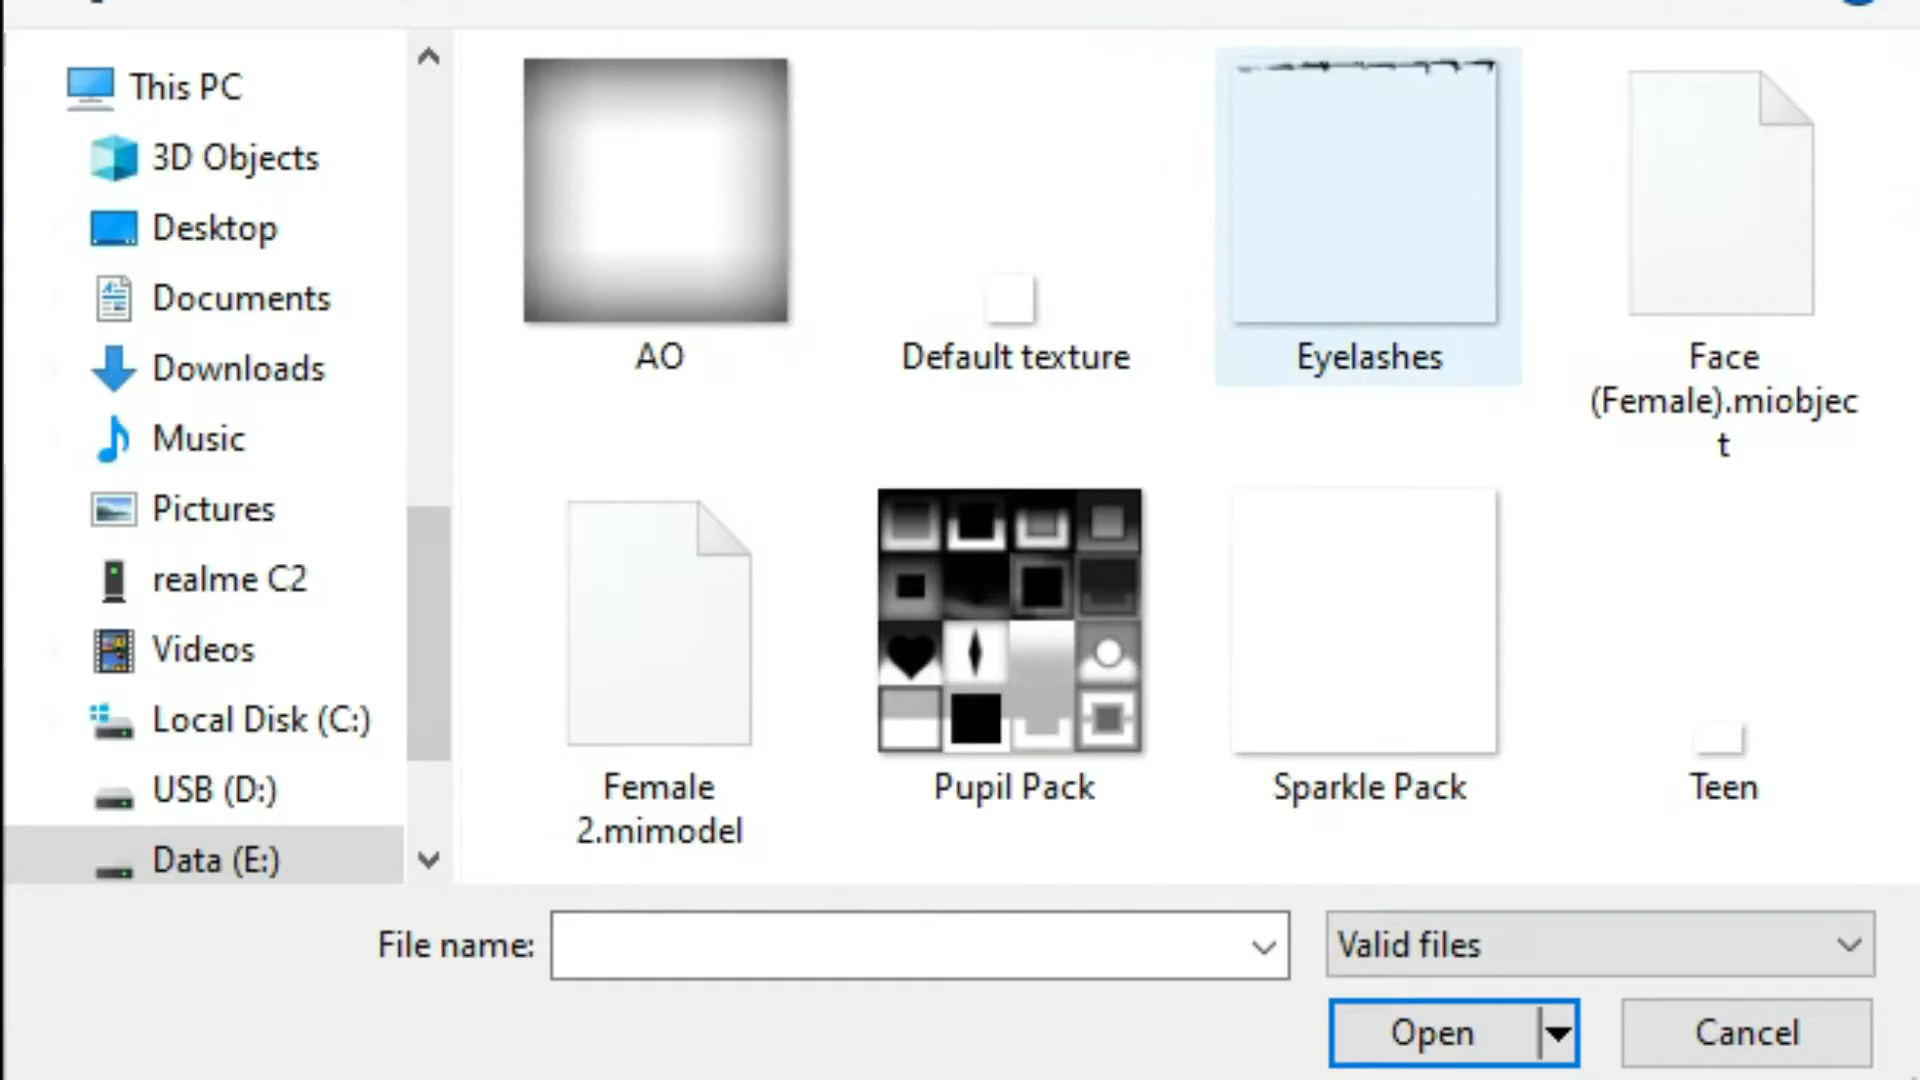 This PC
3D Objects
Desktop
Documents
Downloads
Music
Pictures
realme C2
Videos
Local Disk (C:)
USB (D:)
Data (E:)
AO
Default texture
Eyelashes
Face
(Female).miobjec
t
Female
2.mimodel
Pupil Pack
Sparkle Pack
Teen
File name:
Valid files
Open
Cancel